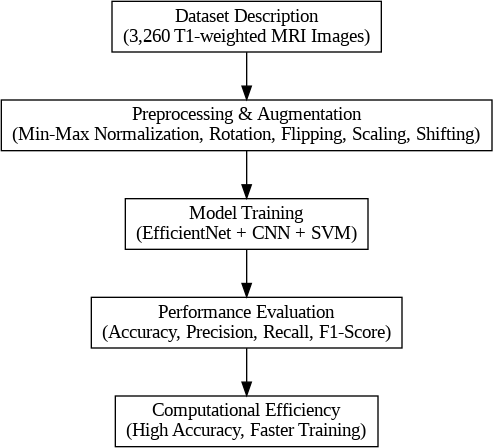 Dataset Description
(3,260 T1-weighted MRI Images)
Preprocessing & Augmentation
(Min-Max Normalization, Rotation, Flipping, Scaling, Shifting)
Model Training
(EfficientNet + CNN + SVM)
Performance Evaluation
(Accuracy, Precision, Recall, F1-Score)
Computational Efficiency
(High Accuracy, Faster Training)